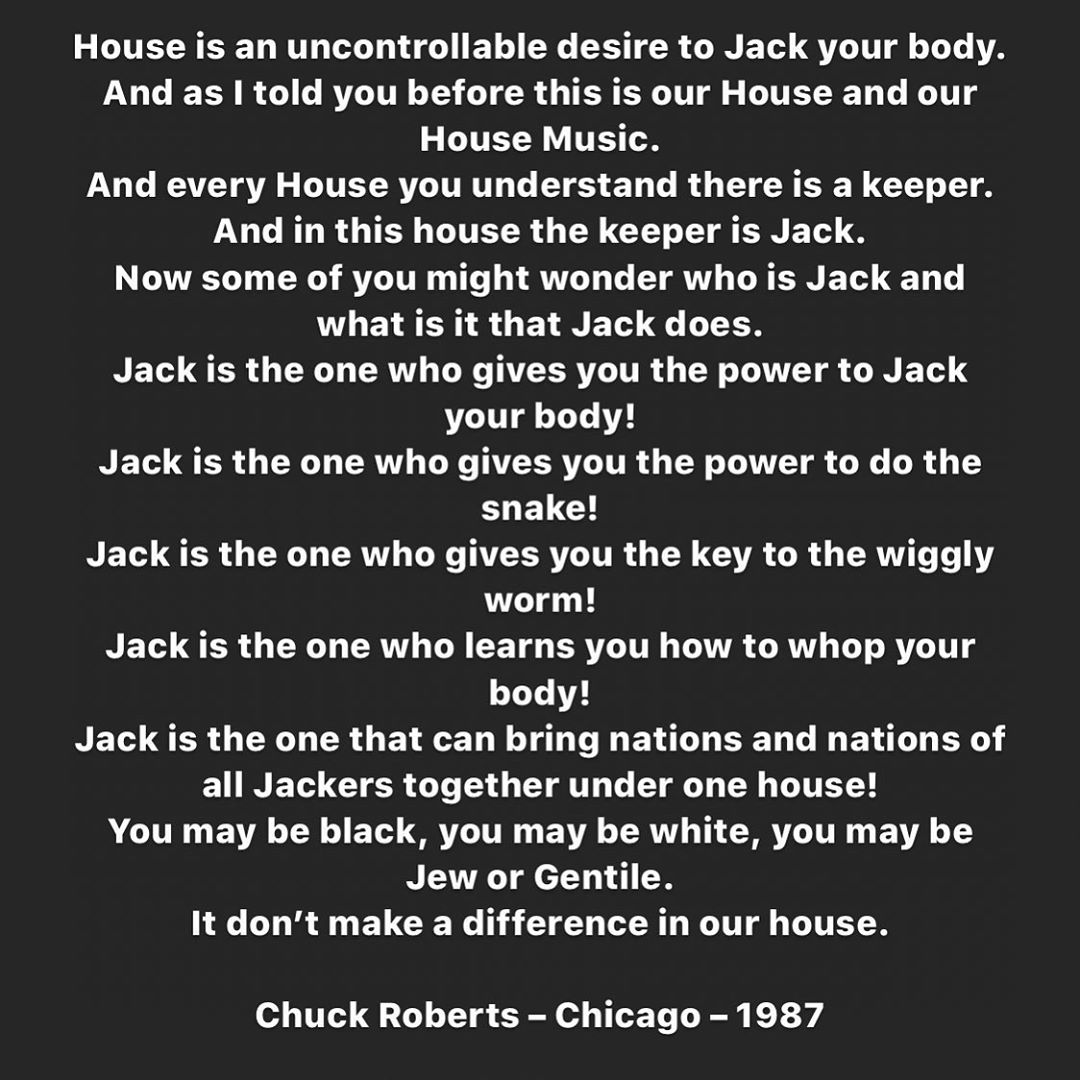 House is an uncontrollable desire to Jack your body.
And as I told you before this is our House and our
House Music.
And every House you understand there is a keeper.
And in this house the keeper is Jack.
Now some of you might wonder who is Jack and
what is it that Jack does.
Jack is the one who gives you the power to Jack
your body!
Jack is the one who gives you the power to do the
snake!
Jack is the one who gives you the key to the wiggly
worm!
Jack is the one who learns you how to whop your
body!
Jack is the one that can bring nations and nations of
all Jackers together under one house!
You may be black, you may be white, you may be
Jew or Gentile.
It don’t make a difference in our house.
Chuck Roberts – Chicago – 1987